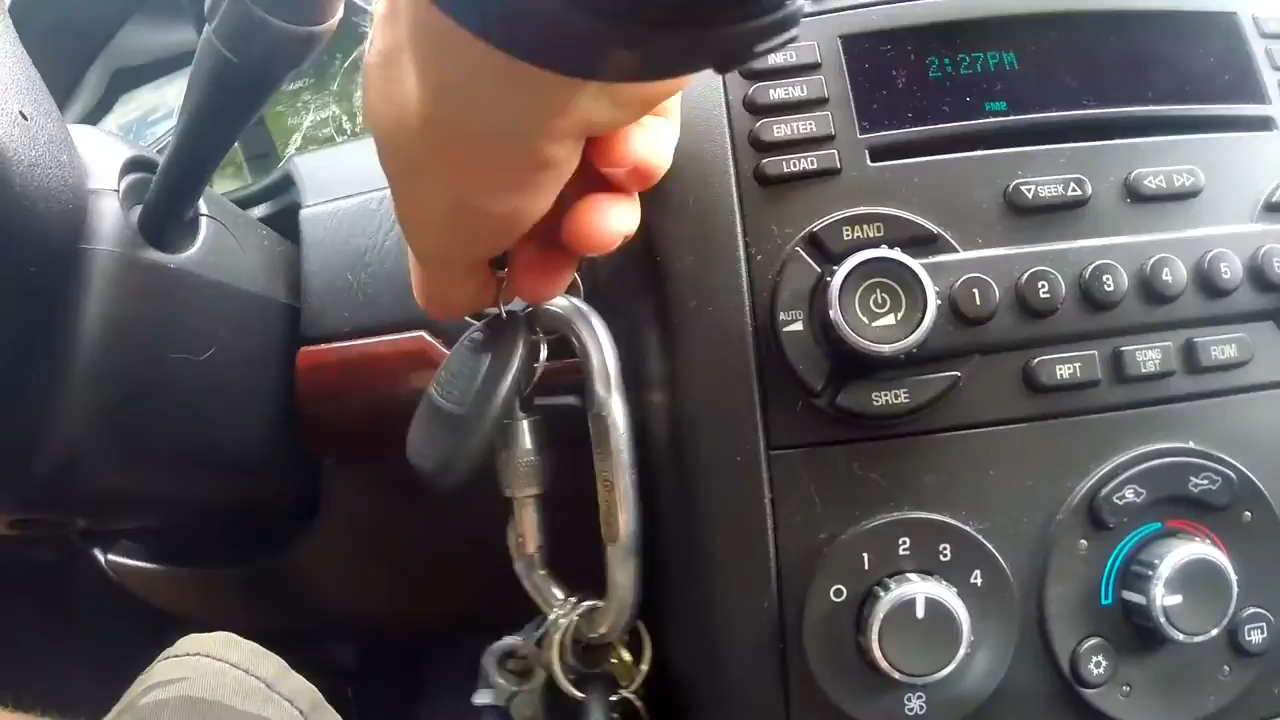 INFO
MENU
ENTER
LOAD
2:27PM
FM2
SEEK
BAND
AUTO
1 2 3 4 5 6
SRCE
RPT
SONG LIST
RDM
O 1 2 3 4